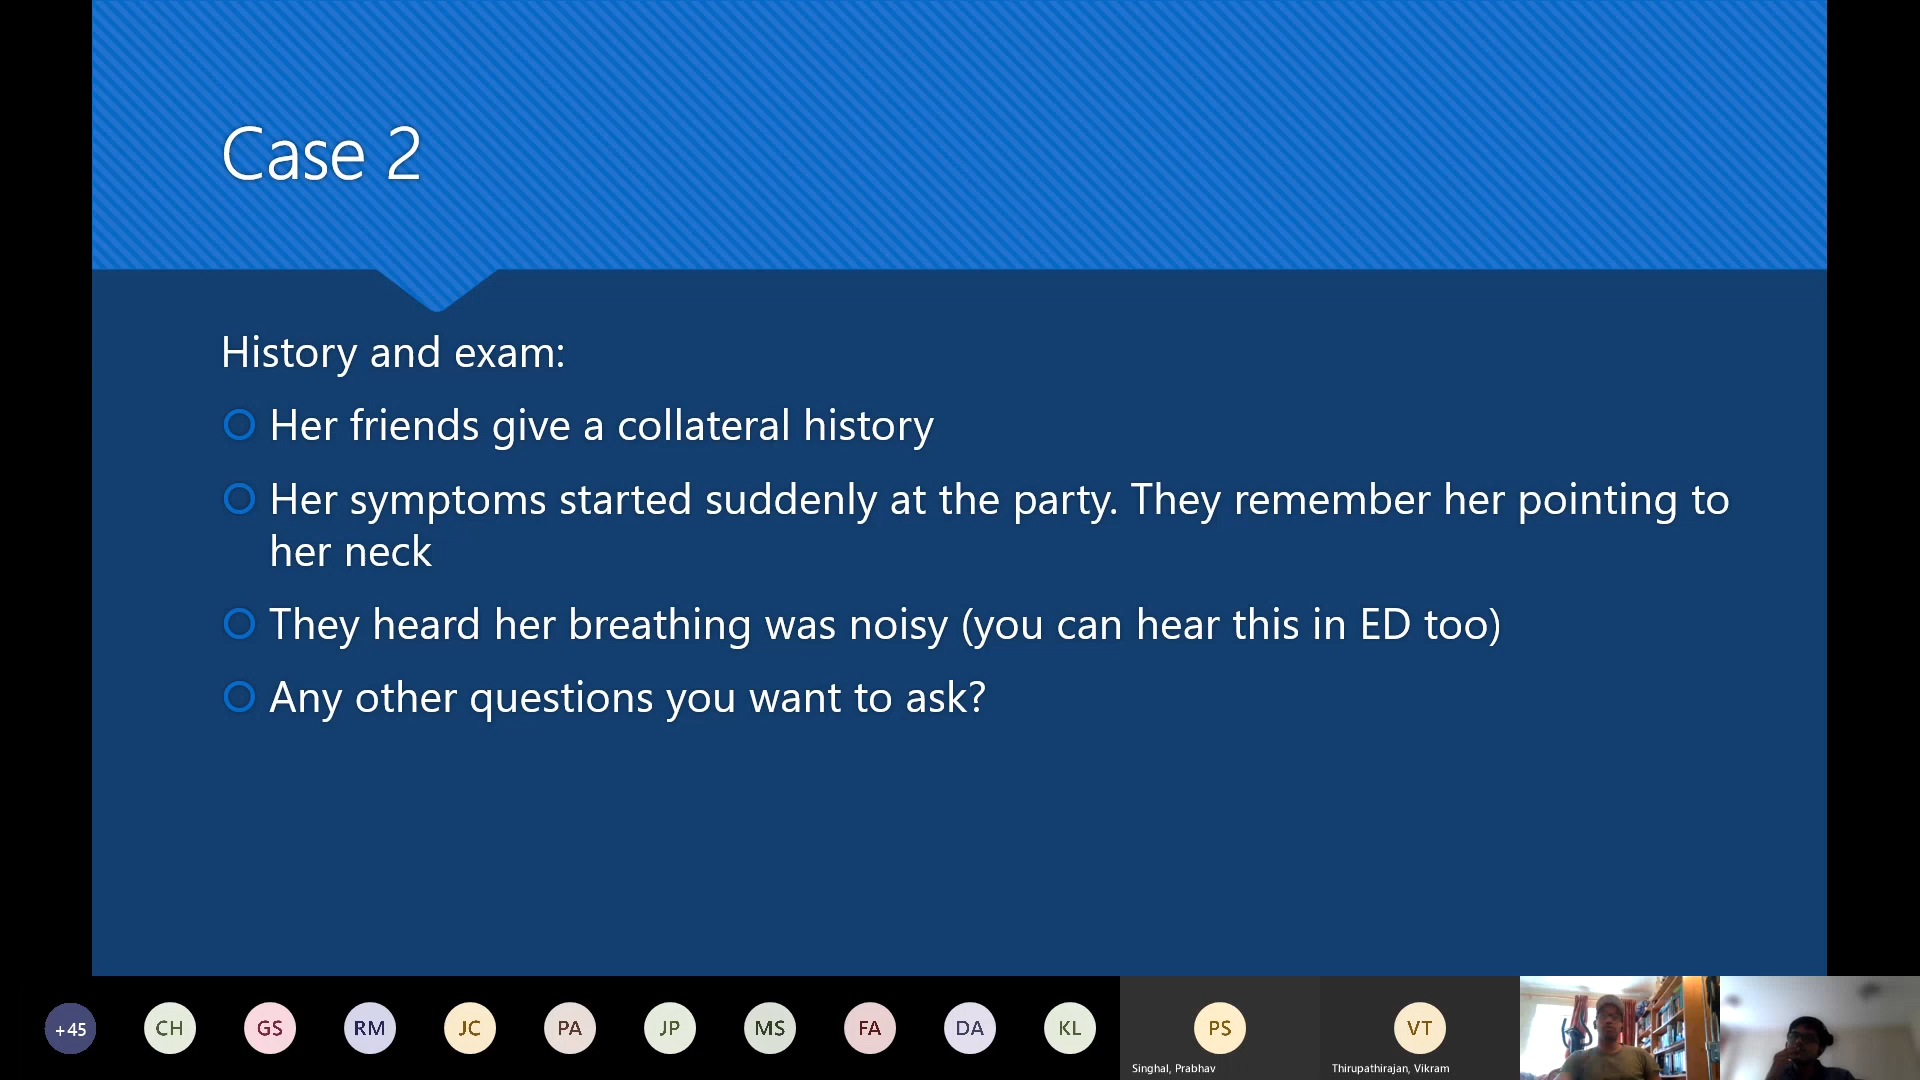 Case 2
History and exam:
Her friends give a collateral history
Her symptoms started suddenly at the party. They remember her pointing to
her neck
They heard her breathing was noisy (you can hear this in ED too)
Any other questions you want to ask?
+45
CH
GS
RM
JC
PA
JP
MS
FA
DA
KL
PS
VT
Singhal, Prabhav
Thirupathirajan, Vikram